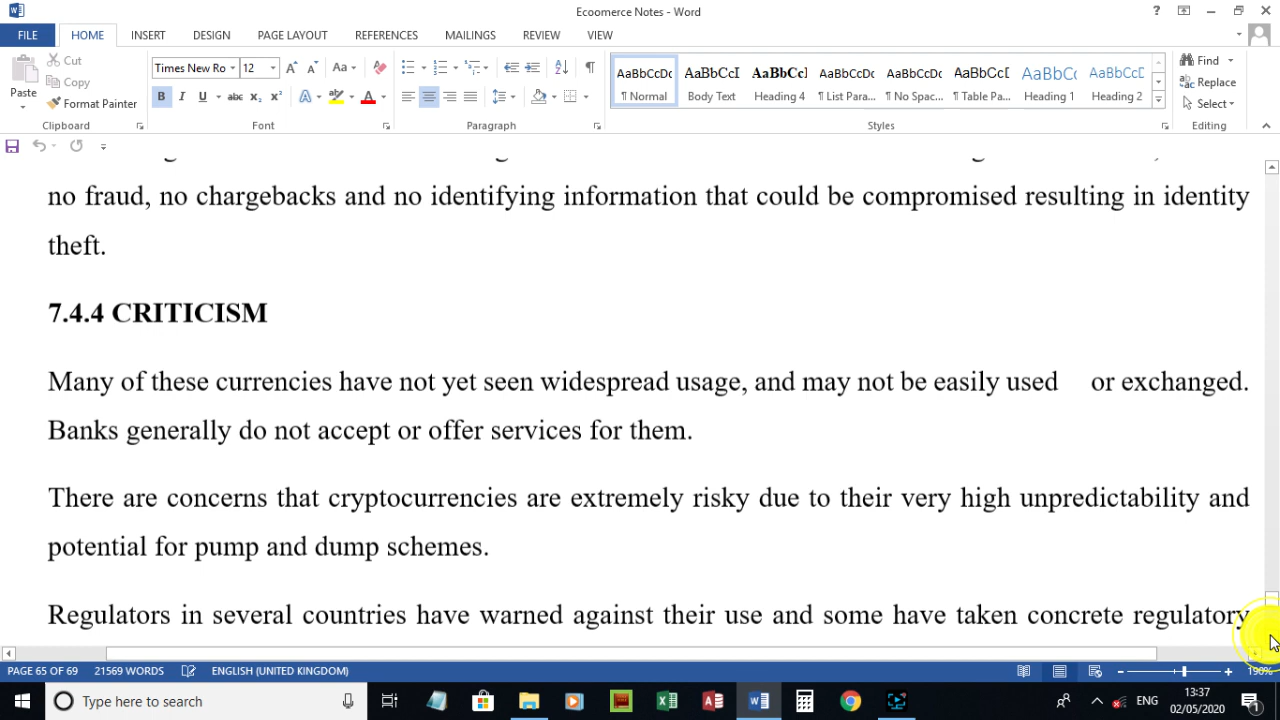 Ecoomerce Notes - Word
?
FILE HOME INSERT DESIGN PAGE LAYOUT REFERENCES MAILINGS REVIEW VIEW
Paste
Cut
Copy
Format Painter
Clipboard
Times New Ro 12
Aa
B I U abc x₂ x²
A A
Font
Paragraph
AaBbCcDc AaBbCcI AaBbCcI AaBbCcDc AaBbCcDc AaBbCcI AaBbC AaBbCcL
¶ Normal Body Text Heading 4 ¶ List Para... ¶ No Spac... ¶ Table Pa... Heading 1 Heading 2
Styles
Find
Replace
Select
Editing
no fraud, no chargebacks and no identifying information that could be compromised resulting in identity
theft.
7.4.4 CRITICISM
Many of these currencies have not yet seen widespread usage, and may not be easily used or exchanged.
Banks generally do not accept or offer services for them.
There are concerns that cryptocurrencies are extremely risky due to their very high unpredictability and
potential for pump and dump schemes.
Regulators in several countries have warned against their use and some have taken concrete regulatory
PAGE 65 OF 69 21569 WORDS ENGLISH (UNITED KINGDOM) 190%
Type here to search
ENG
13:37
02/05/2020
1